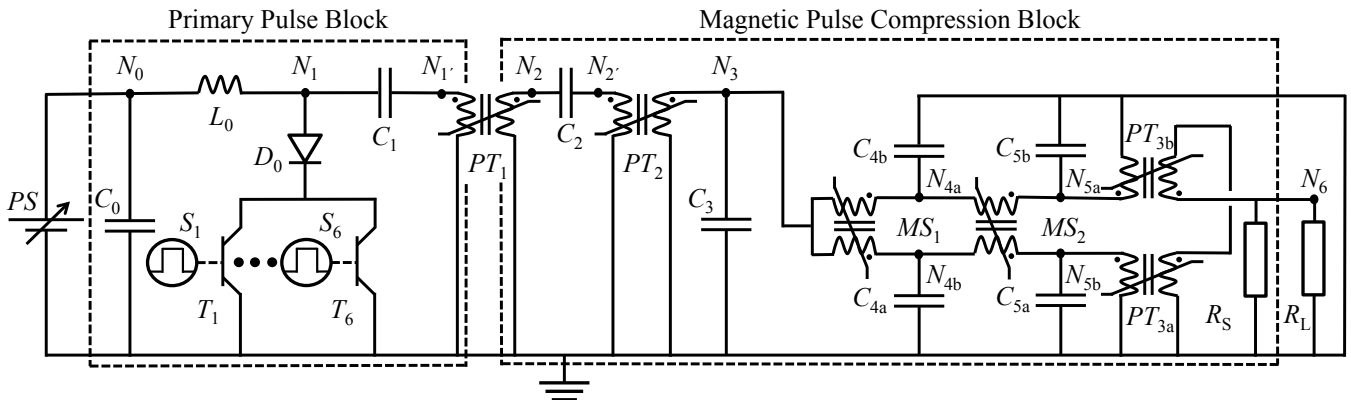 Primary Pulse Block
Magnetic Pulse Compression Block
N0
L0
N1
C1
N1′
PT1
N2
C2
N2′
PT2
N3
D0
PS
C0
S1
S6
T1
T6
C3
C4b
C5b
PT3b
N4a
N5a
N6
MS1
MS2
N4b
N5b
C4a
C5a
PT3a
RS
RL